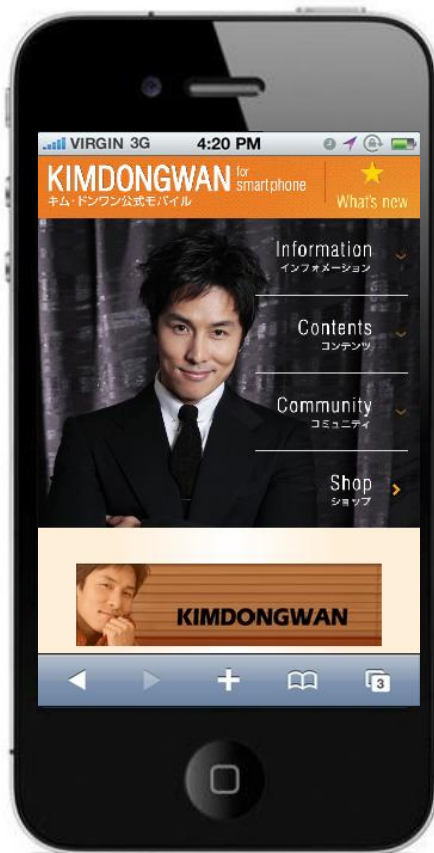 VIRGIN 3G 4:20 PM
KIMDONGWAN for smartphone
キム・ドンワン公式モバイル
What's new
Information
インフォメーション
Contents
コンテンツ
Community
コミュニティ
Shop
ショップ
KIMDONGWAN
3